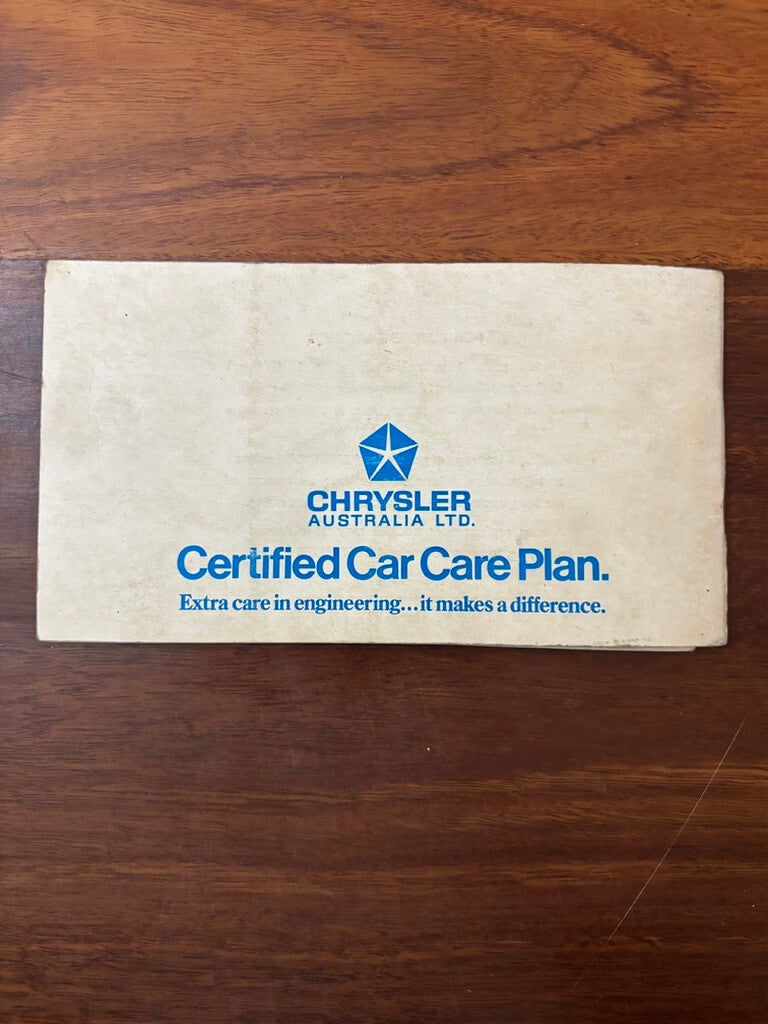 CHRYSLER
AUSTRALIA LTD.
Certified Car Care Plan.
Extra care in engineering...it makes a difference.